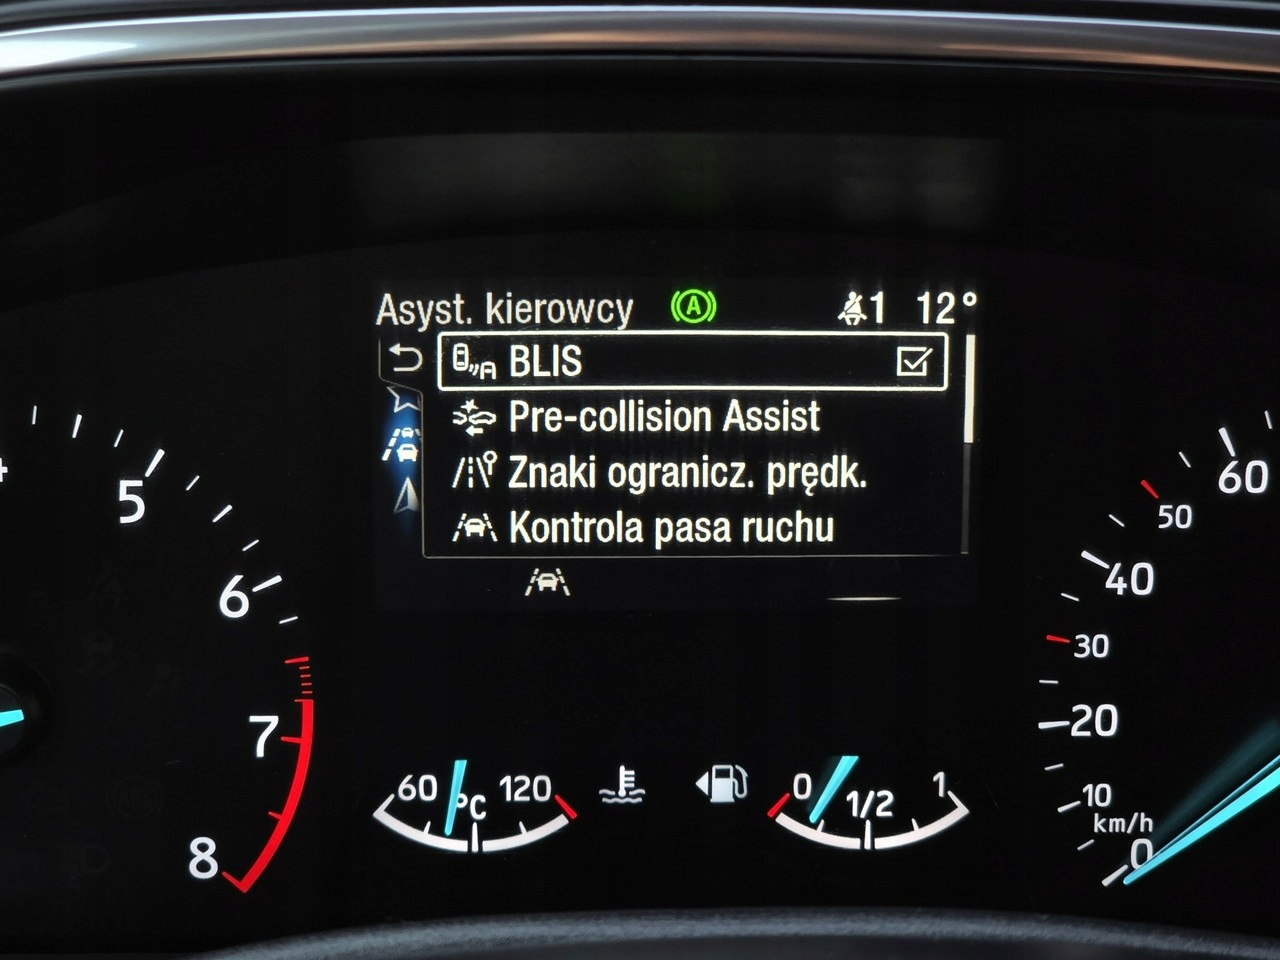 Asyst. kierowcy A 1 12°
BLIS
Pre-collision Assist
Znaki ogranicz. prędk.
Kontrola pasa ruchu
5
6
7
8
60 °C 120
0 1/2 1
60
50
40
30
20
10
km/h
0